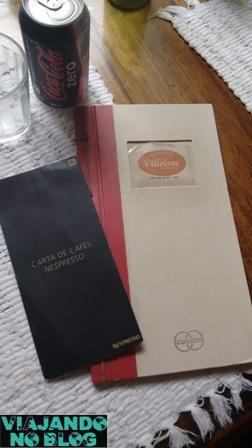 Coca-Cola
zero
Villeiros
CARTA DE CAFÉS
NESPRESSO
NESPRESSO
VIAJANDO
NO BLOG